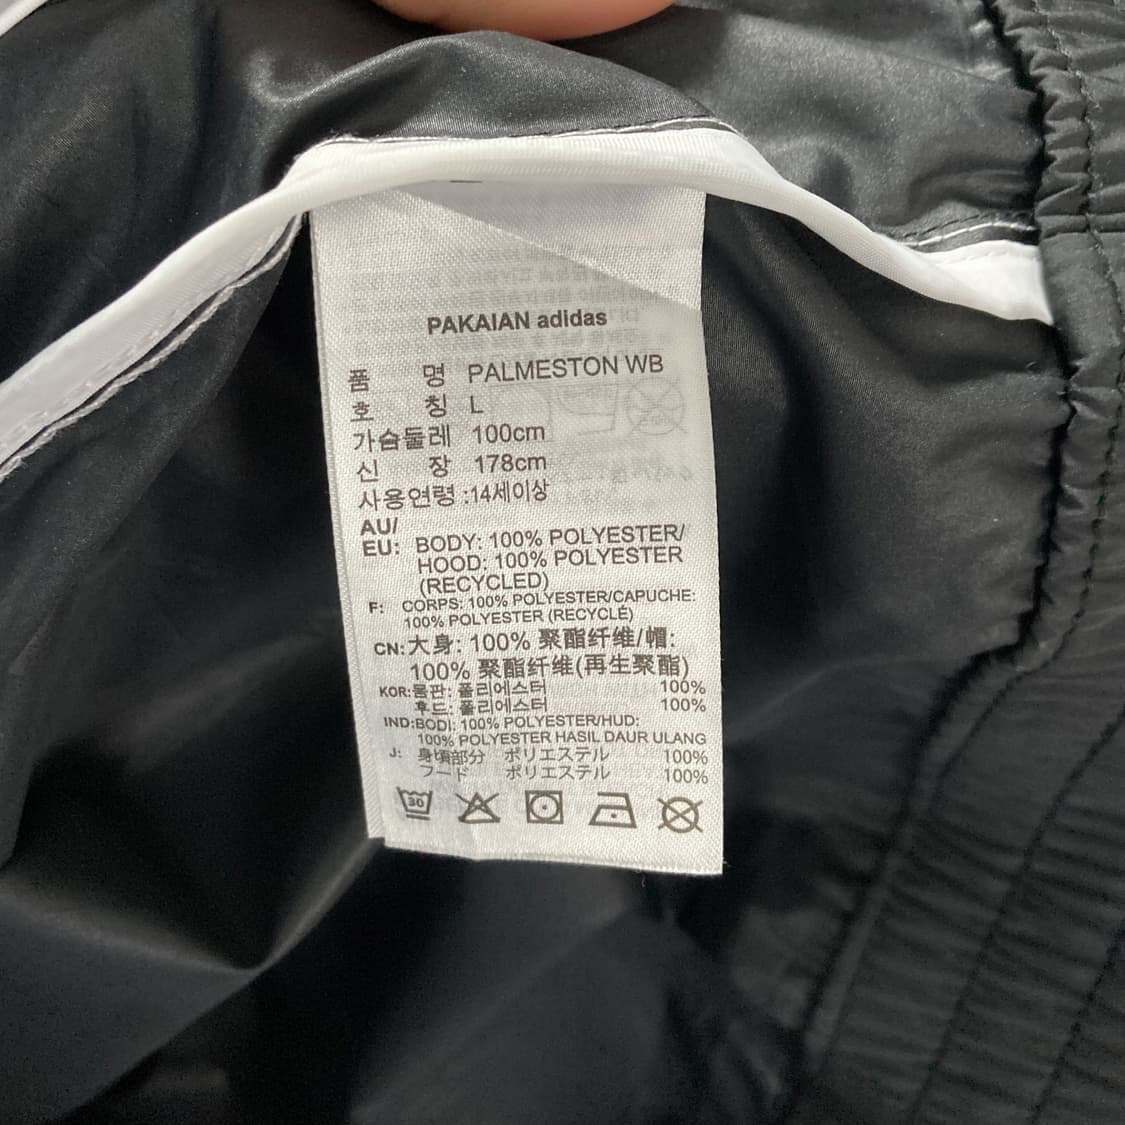 PAKAIAN adidas
품 명 PALMESTON WB
호 칭 L
가슴둘레 100cm
신 장 178cm
사용연령 :14세이상
AU/
EU: BODY: 100% POLYESTER/
HOOD: 100% POLYESTER
(RECYCLED)
F: CORPS: 100% POLYESTER/CAPUCHE:
100% POLYESTER (RECYCLÉ)
CN: 大身: 100% 聚酯纤维/帽:
100% 聚酯纤维(再生聚酯)
KOR: 몸판: 폴리에스터 100%
후드: 폴리에스터 100%
IND: BODI: 100% POLYESTER/HUD:
100% POLYESTER HASIL DAUR ULANG
J: 身頃部分 ポリエステル 100%
フード ポリエステル 100%
30